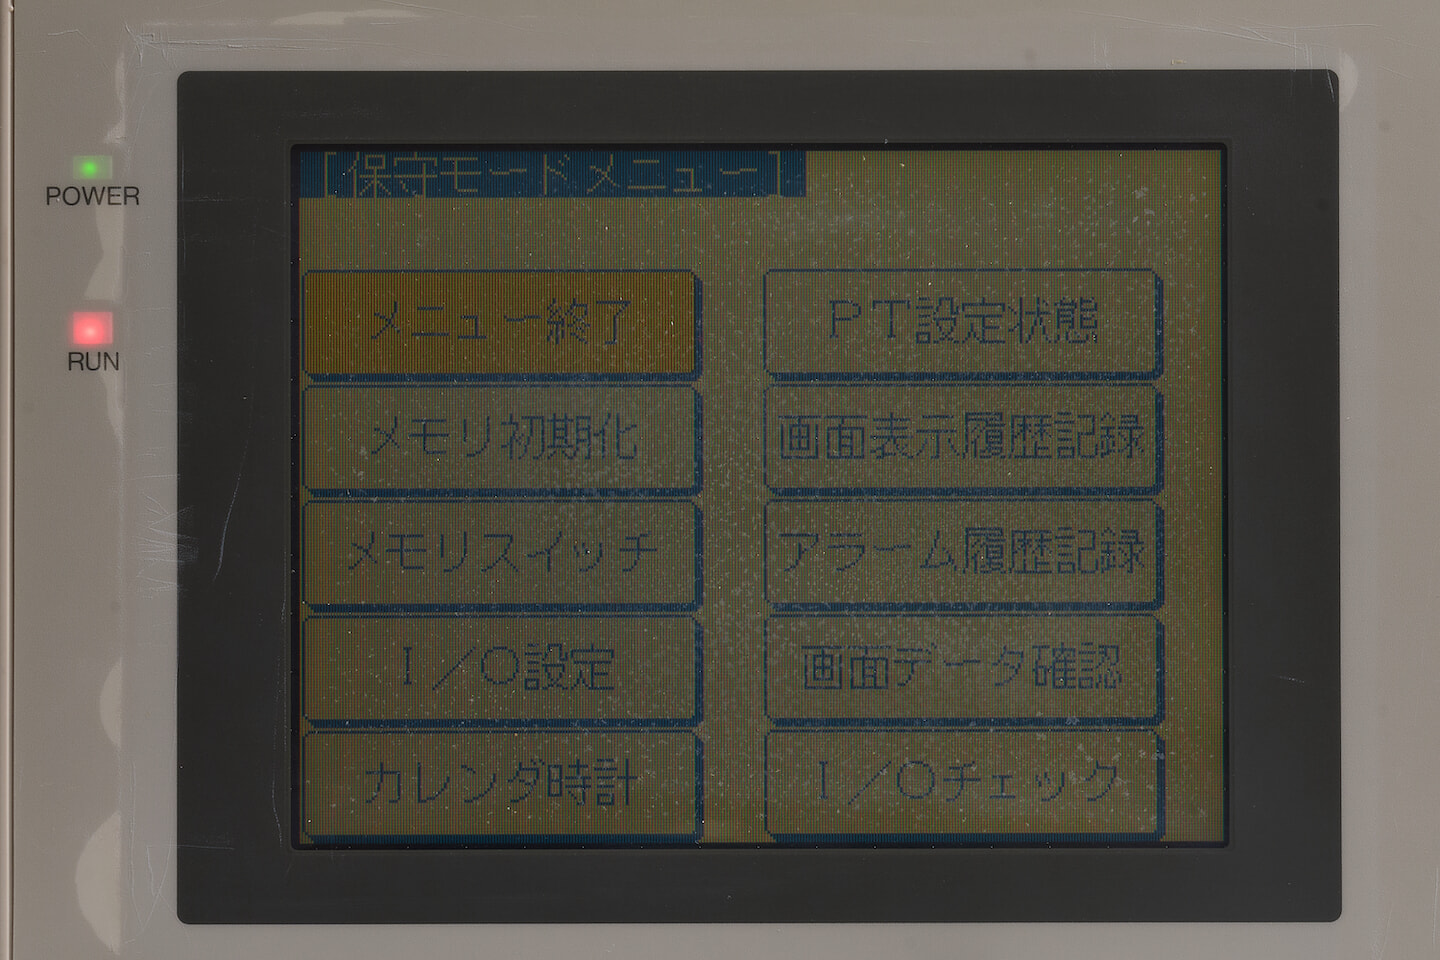 [保守モードメニュー]
POWER
RUN
メニュー終了
PT設定状態
メモリ初期化
画面表示履歴記録
メモリスイッチ
アラーム履歴記録
I/O設定
画面データ確認
カレンダ時計
I/Oチェック